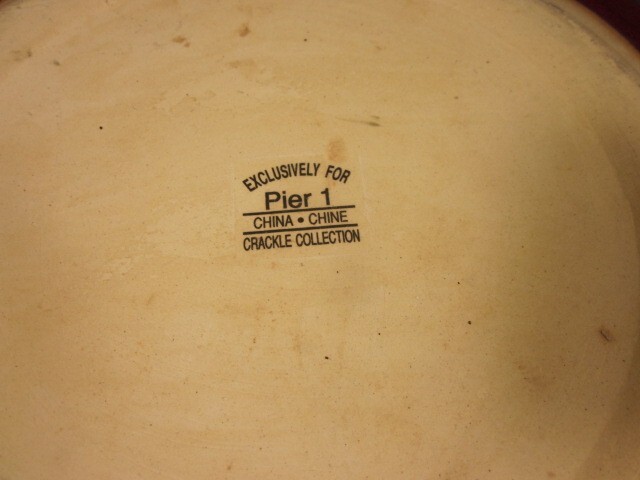 EXCLUSIVELY FOR
Pier 1
CHINA • CHINE
CRACKLE COLLECTION